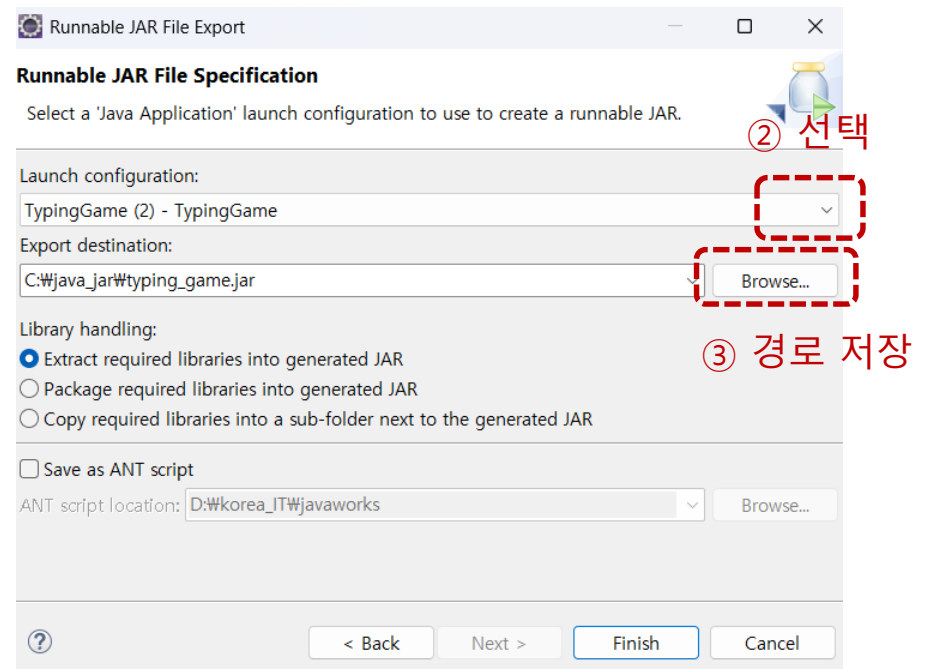 Runnable JAR File Export
Runnable JAR File Specification
Select a 'Java Application' launch configuration to use to create a runnable JAR.
② 선택
Launch configuration:
TypingGame (2) - TypingGame
Export destination:
C:₩java_jar₩typing_game.jar
Browse...
Library handling:
③ 경로 저장
Extract required libraries into generated JAR
Package required libraries into generated JAR
Copy required libraries into a sub-folder next to the generated JAR
Save as ANT script
ANT script location: D:₩korea_IT₩javaworks Browse...
? < Back Next > Finish Cancel